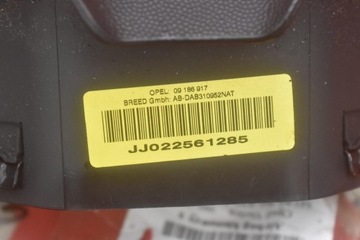 OPEL: 09 186 917
BREED Gmbh: AB-DAB310952NAT
JJ022561285